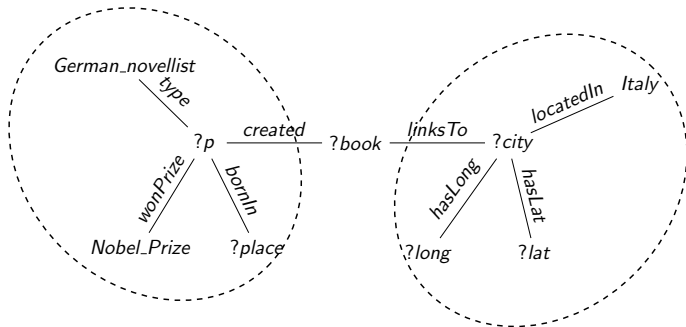 German_novellist
type
Italy
locatedIn
?p
created
?book
linksTo
?city
wonPrize
bornIn
hasLong
hasLat
Nobel_Prize
?place
?long
?lat